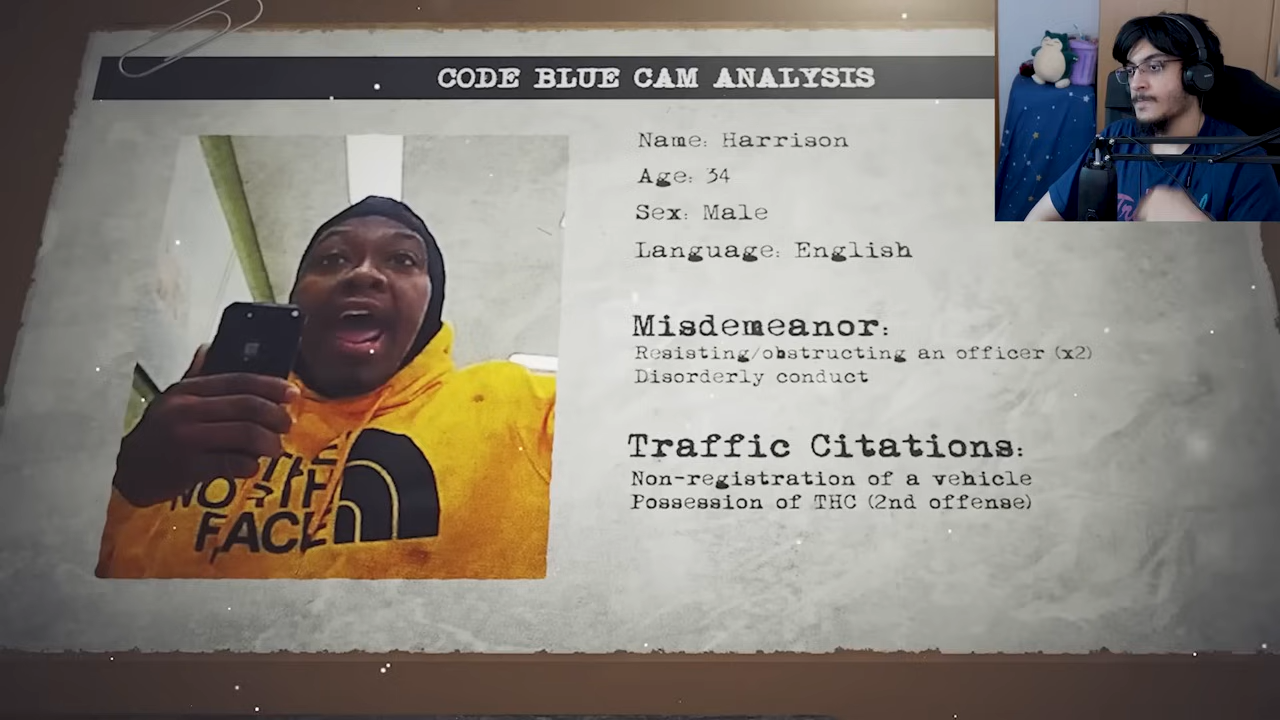 CODE BLUE CAM ANALYSIS
Name: Harrison
Age: 34
Sex: Male
Language: English
Misdemeanor:
Resisting/obstructing an officer (x2)
Disorderly conduct
Traffic Citations:
Non-registration of a vehicle
Possession of THC (2nd offense)
THE
NORTH
FACE